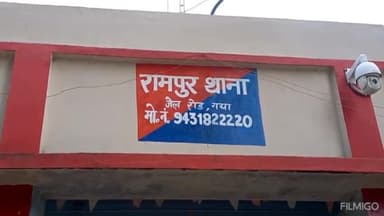 रामपुर थाना
जेल रोड, गया
मो.नं. 9431822220
FILMIGO